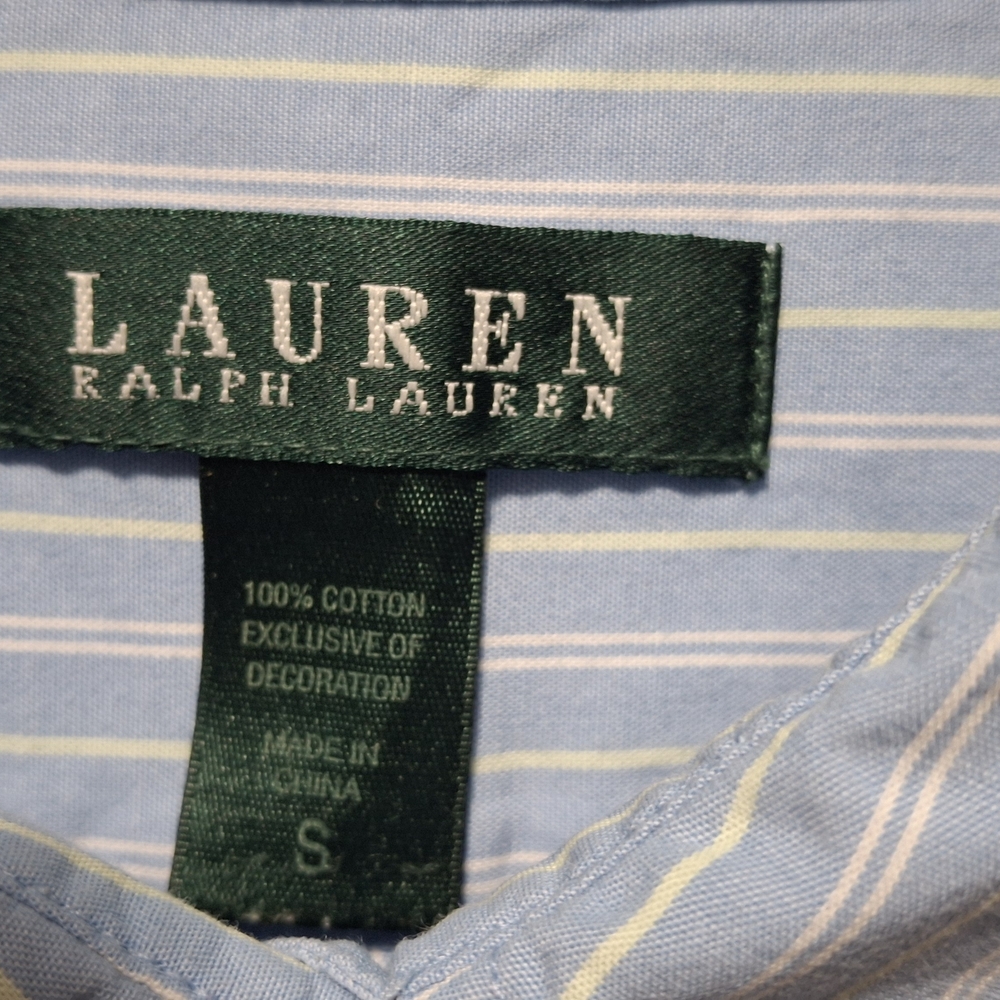 LAUREN
RALPH LAUREN
100% COTTON
EXCLUSIVE OF
DECORATION
MADE IN
CHINA
S